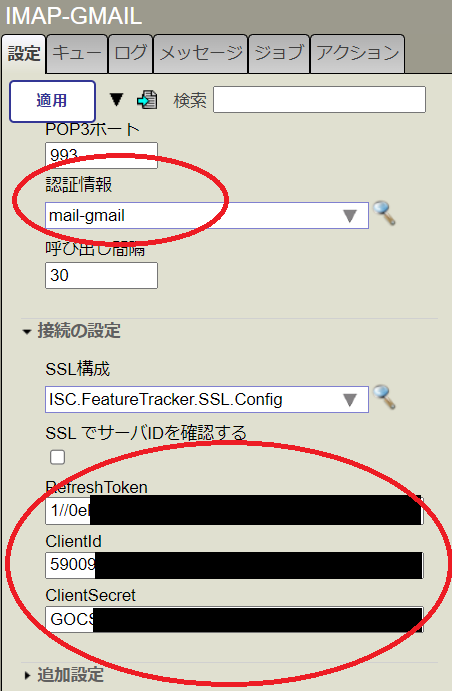 IMAP-GMAIL
設定 キュー ログ メッセージ ジョブ アクション
適用 ▼ 検索
POP3ポート
993
認証情報
mail-gmail
呼び出し間隔
30
接続の設定
SSL構成
ISC.FeatureTracker.SSL.Config
SSL でサーバIDを確認する
RefreshToken
1//0e
ClientId
59009
ClientSecret
GOCS
追加設定